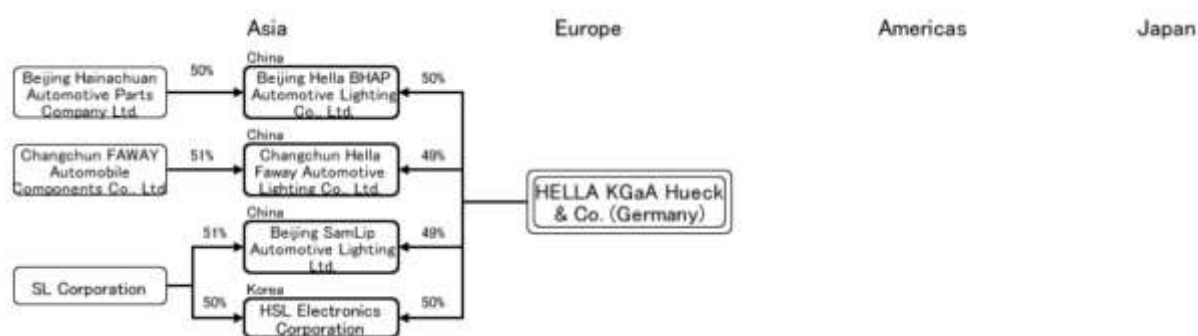 Asia Europe Americas Japan
China
Beijing Hainachuan
Automotive Parts
Company Ltd.
50%
Beijing Hella BHAP
Automotive Lighting
Co., Ltd.
50%
China
Changchun FAWAY
Automobile
Components Co., Ltd
51%
Changchun Hella
Faway Automotive
Lighting Co., Ltd.
49%
HELLA KGaA Hueck
& Co. (Germany)
China
51%
Beijing SamLip
Automotive Lighting
Ltd.
49%
SL Corporation
Korea
50%
HSL Electronics
Corporation
50%